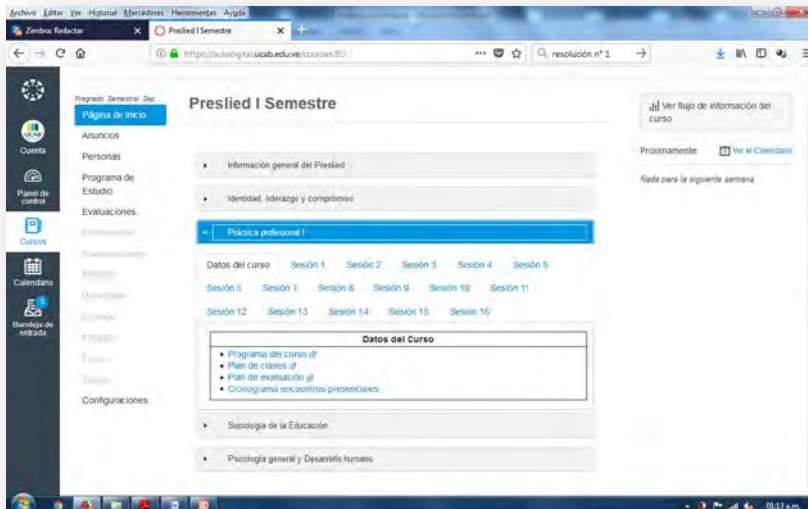 Archivo Editar Ver Historial Marcadores Herramientas Ayuda
Zimbra: Redactar
Preslied I Semestre
https://auladigital.ucab.edu.ve/courses/85
resolución n° 1
Cuenta
Panel de control
Cursos
Calendario
Bandeja de entrada
Pregrado Semestral Sep
Página de Inicio
Anuncios
Personas
Programa de
Estudio
Evaluaciones
Configuraciones
Preslied I Semestre
Información general del Preslied
Identidad, liderazgo y compromiso
Práctica profesional I
Datos del curso Sesión 1 Sesión 2 Sesión 3 Sesión 4 Sesión 5
Sesión 6 Sesión 7 Sesión 8 Sesión 9 Sesión 10 Sesión 11
Sesión 12 Sesión 13 Sesión 14 Sesión 15 Sesión 16
Datos del Curso
Programa del curso
Plan de clases
Plan de evaluación
Cronograma encuentros presenciales
Sociología de la Educación
Psicología general y Desarrollo humano
Ver flujo de información del
curso
Proximamente Ver el Calendario
Nada para la siguiente semana
01:13 a.m.